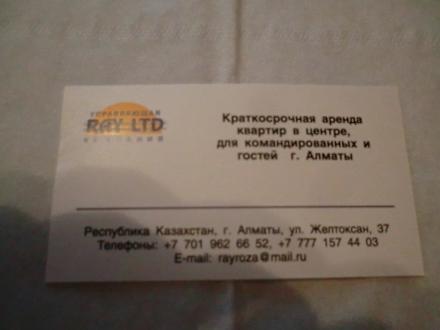 УПРАВЛЯЮЩАЯ
RAY LTD
КОМПАНИЯ
Краткосрочная аренда
квартир в центре,
для командированных и
гостей г. Алматы
Республика Казахстан, г. Алматы, ул. Желтоксан, 37
Телефоны: +7 701 962 66 52, +7 777 157 44 03
E-mail: rayroza@mail.ru